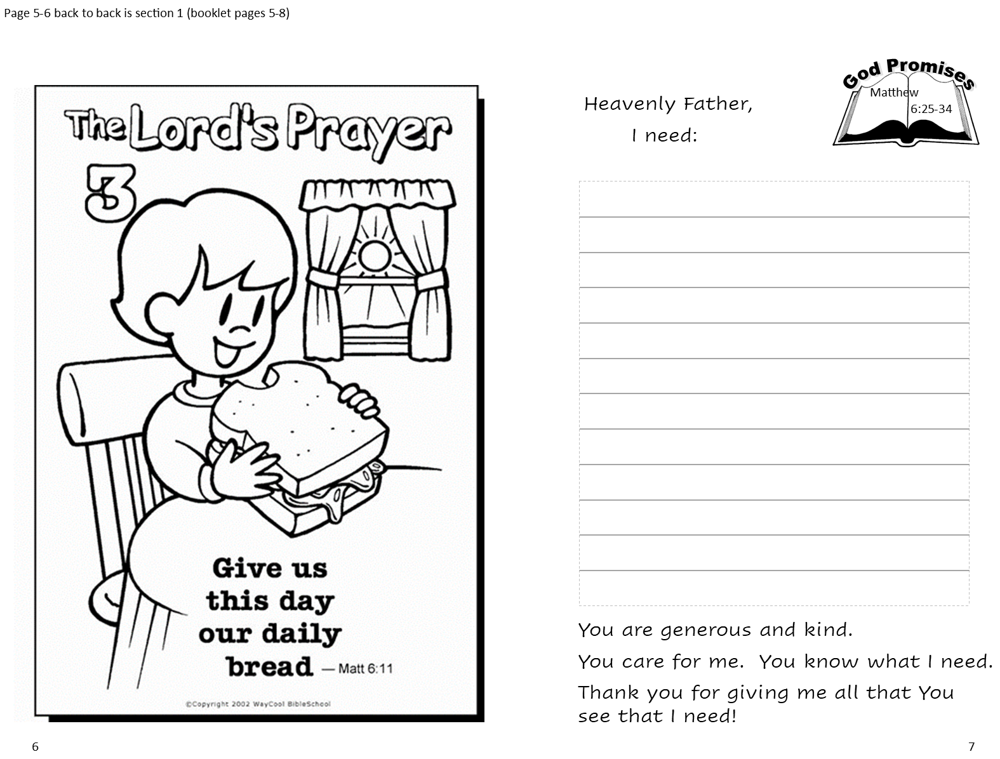 Page 5-6 back to back is section 1 (booklet pages 5-8)
The Lord's Prayer
3
Give us
this day
our daily
bread — Matt 6:11
©Copyright 2002 WayCool BibleSchool
6
God Promises
Matthew
6:25-34
Heavenly Father,
I need:
You are generous and kind.
You care for me.  You know what I need.
Thank you for giving me all that You
see that I need!
7